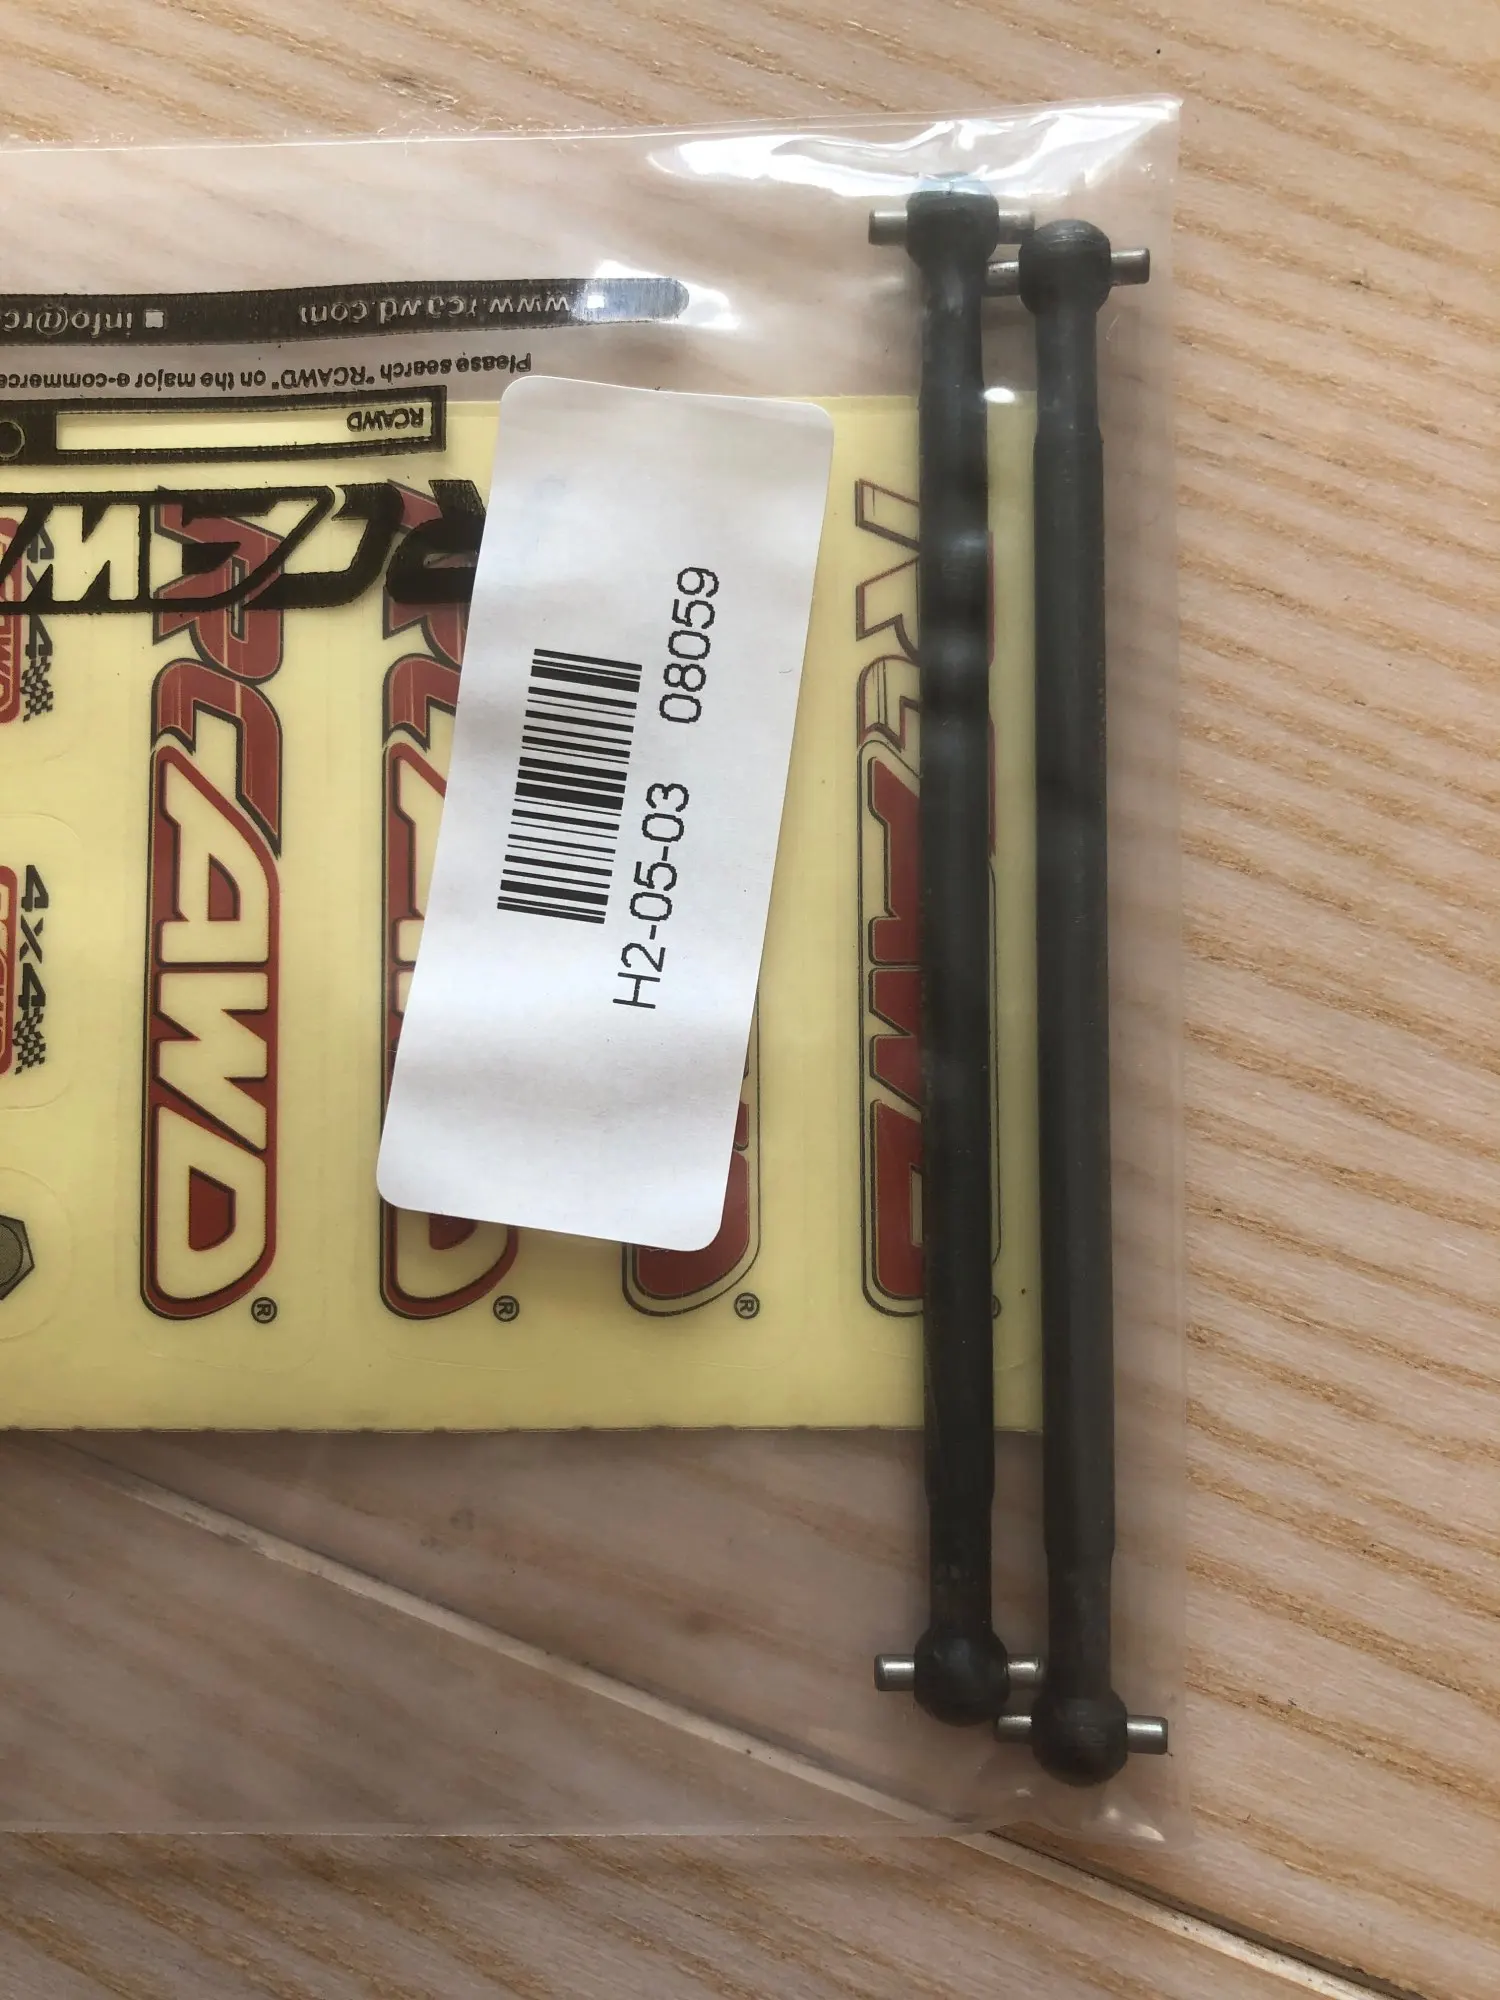 www.rcawd.com
info@rc
Please search "RCAWD" on the major e-commerce
RCAWD
RCAW
H2-05-03 08059
RCAWD®
RCAWD®
®
RCAWD
4x4
4x4